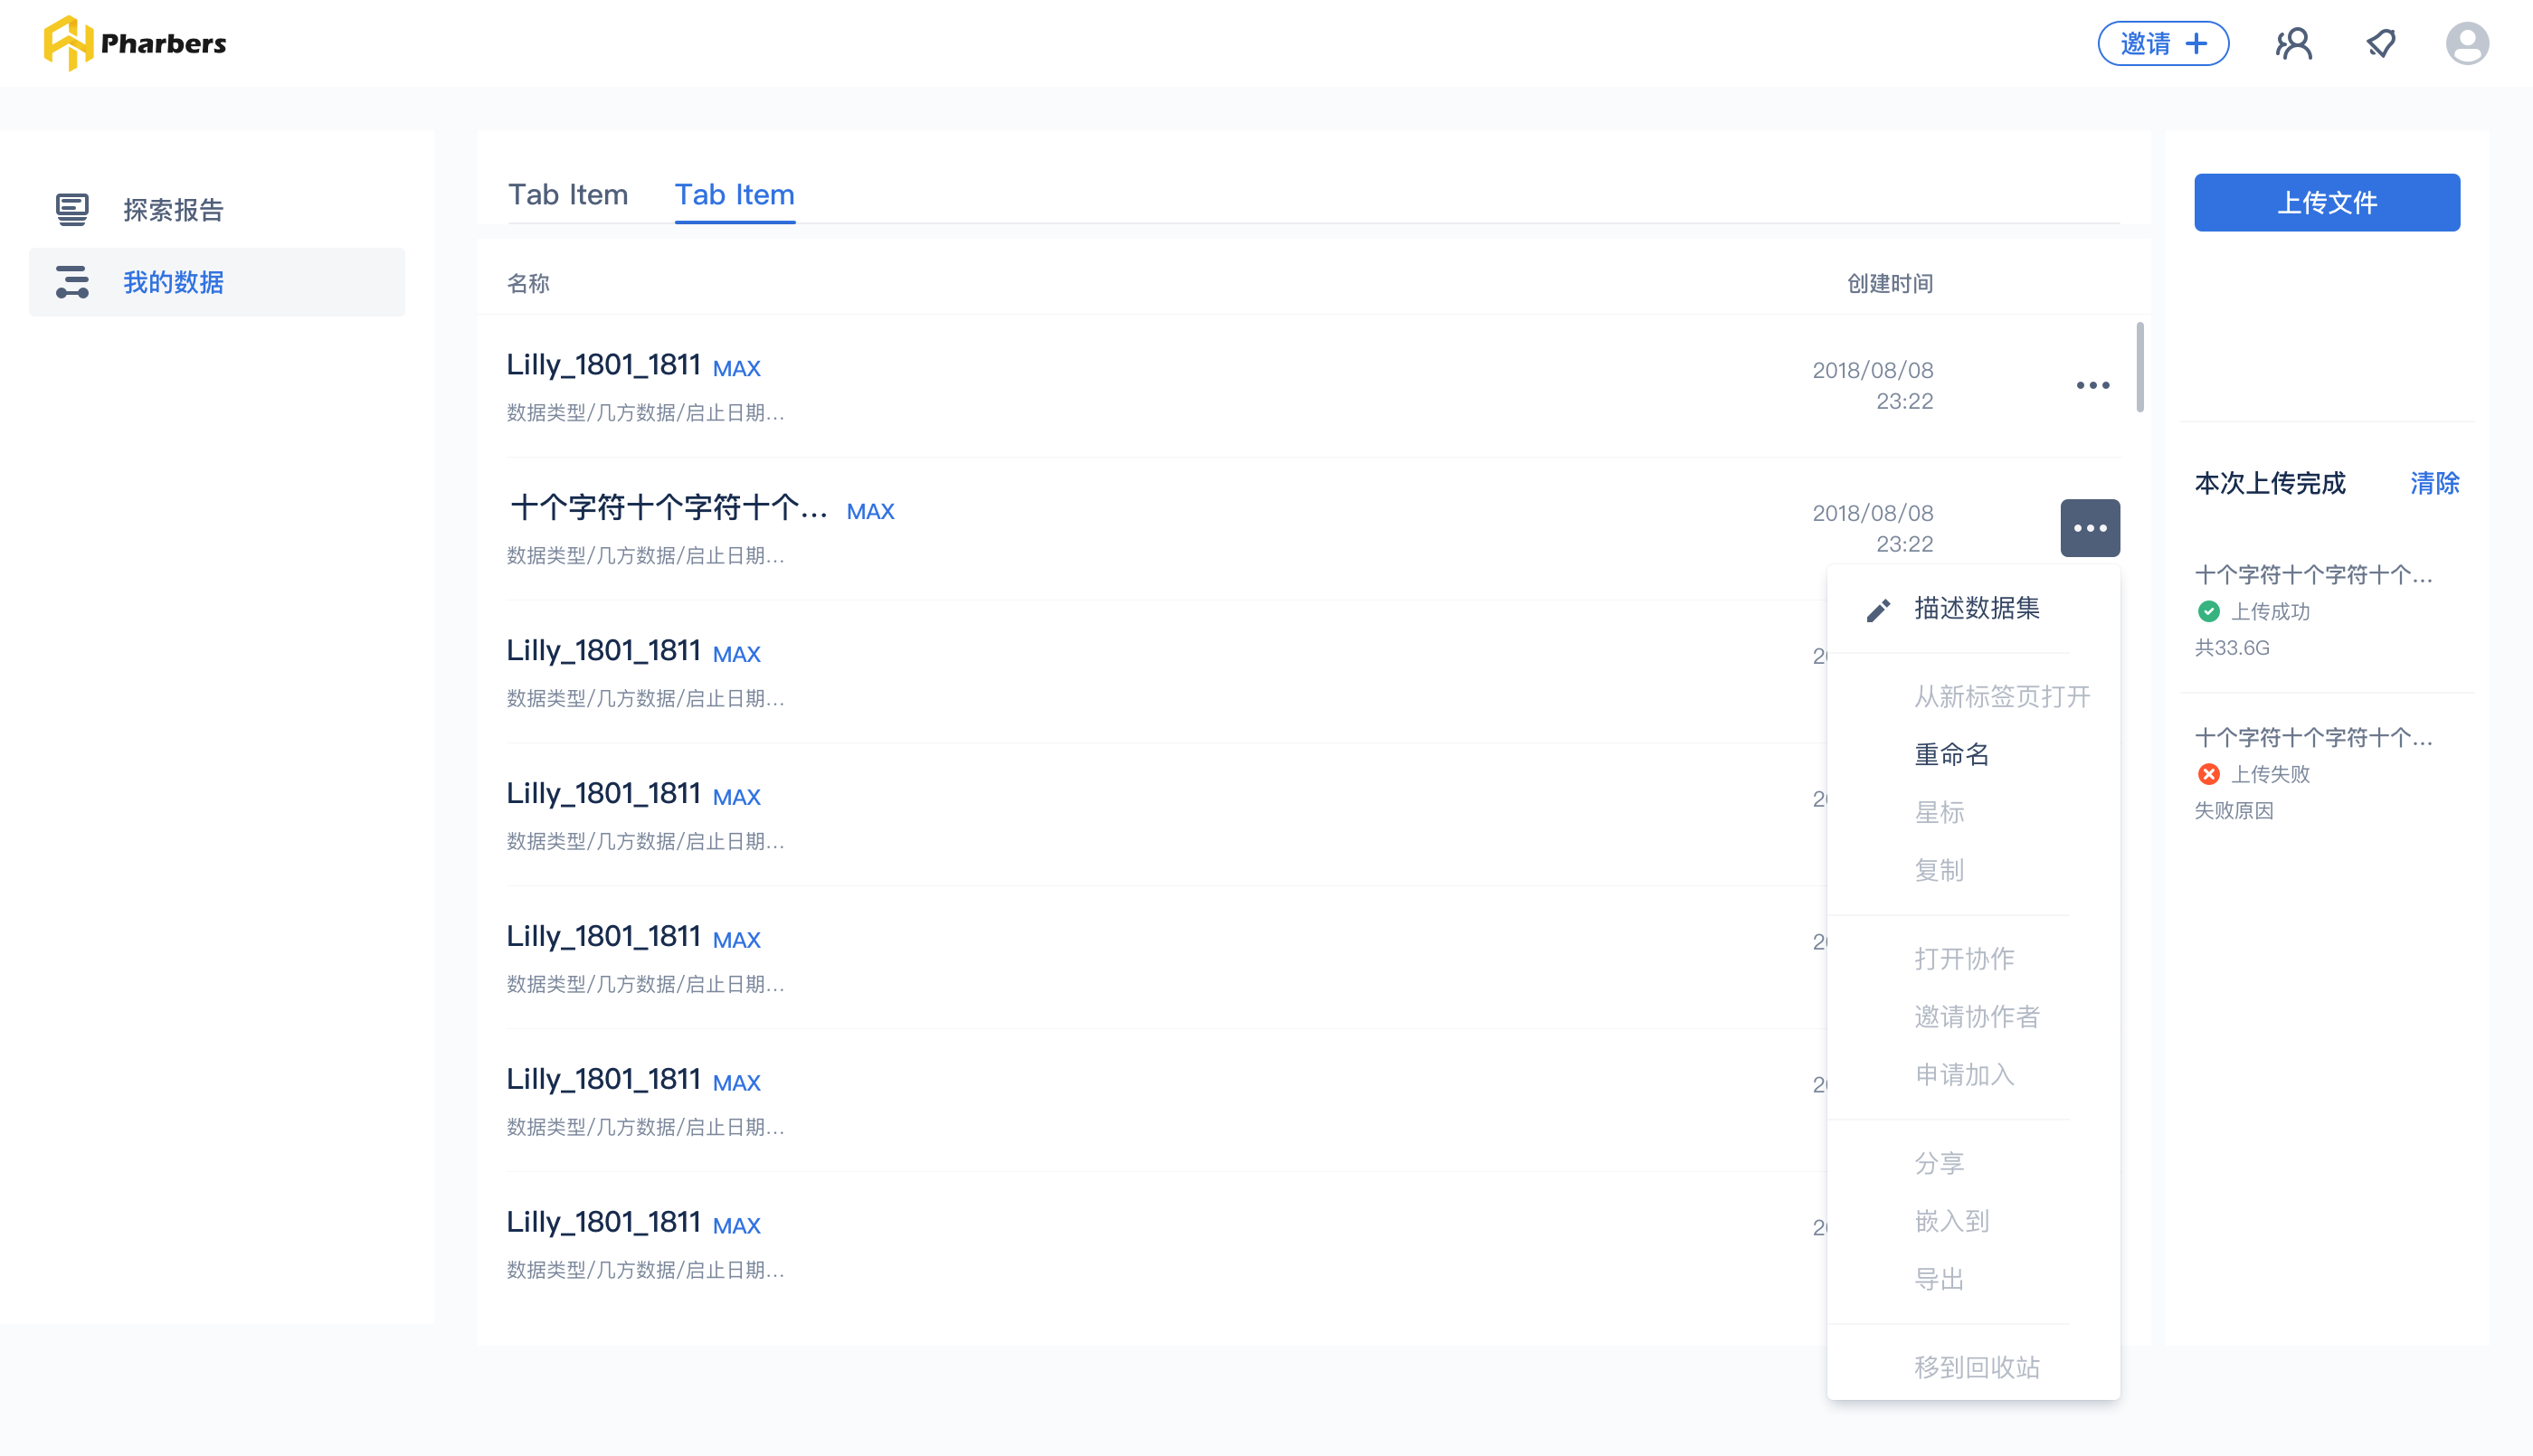 Pharbers
邀请
探索报告
我的数据
Tab Item
Tab Item
名称
创建时间
Lilly_1801_1811 MAX
数据类型/几方数据/启止日期...
2018/08/08
23:22
十个字符十个字符十个... MAX
数据类型/几方数据/启止日期...
2018/08/08
23:22
Lilly_1801_1811 MAX
数据类型/几方数据/启止日期...
Lilly_1801_1811 MAX
数据类型/几方数据/启止日期...
Lilly_1801_1811 MAX
数据类型/几方数据/启止日期...
Lilly_1801_1811 MAX
数据类型/几方数据/启止日期...
Lilly_1801_1811 MAX
数据类型/几方数据/启止日期...
描述数据集
从新标签页打开
重命名
星标
复制
打开协作
邀请协作者
申请加入
分享
嵌入到
导出
移到回收站
上传文件
本次上传完成 清除
十个字符十个字符十个...
上传成功
共33.6G
十个字符十个字符十个...
上传失败
失败原因